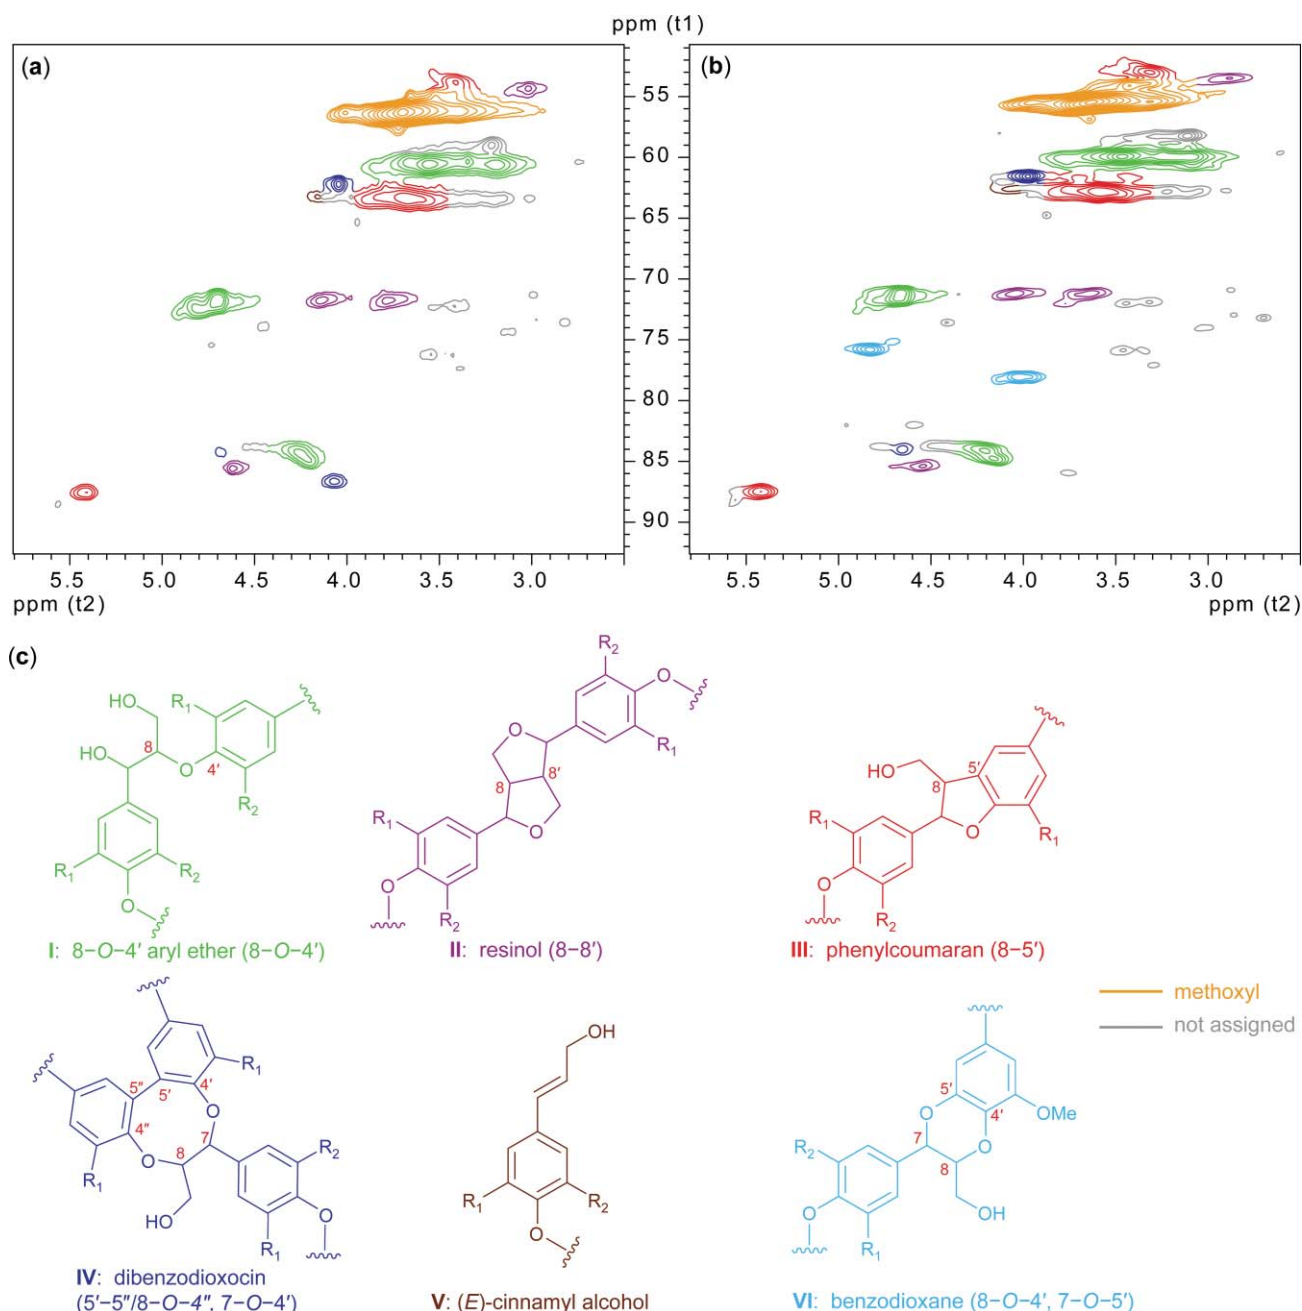 ppm (t1)
(a)
(b)
55
60
65
70
75
80
85
90
5.5 5.0 4.5 4.0 3.5 3.0
5.5 5.0 4.5 4.0 3.5 3.0
ppm (t2)
ppm (t2)
(c)
HO
R1
8
HO
O
4′
R2
R1
R2
O
I: 8−O−4′ aryl ether (8−O−4′)
R2
O
O
R1
8′
8
R1
O
O
R2
II: resinol (8−8′)
5′
HO
8
R1
O
R1
O
R2
III: phenylcoumaran (8−5′)
methoxyl
not assigned
R1
5″
5′
4′
4″
O
7
8
R1
O
R2
HO
O
R1
IV: dibenzodioxocin
(5′−5″/8−O−4″, 7−O−4′)
OH
R1
R2
O
V: (E)-cinnamyl alcohol
5′
O
4′
OMe
7
R2
O
8
O
OH
R1
VI: benzodioxane (8−O−4′, 7−O−5′)